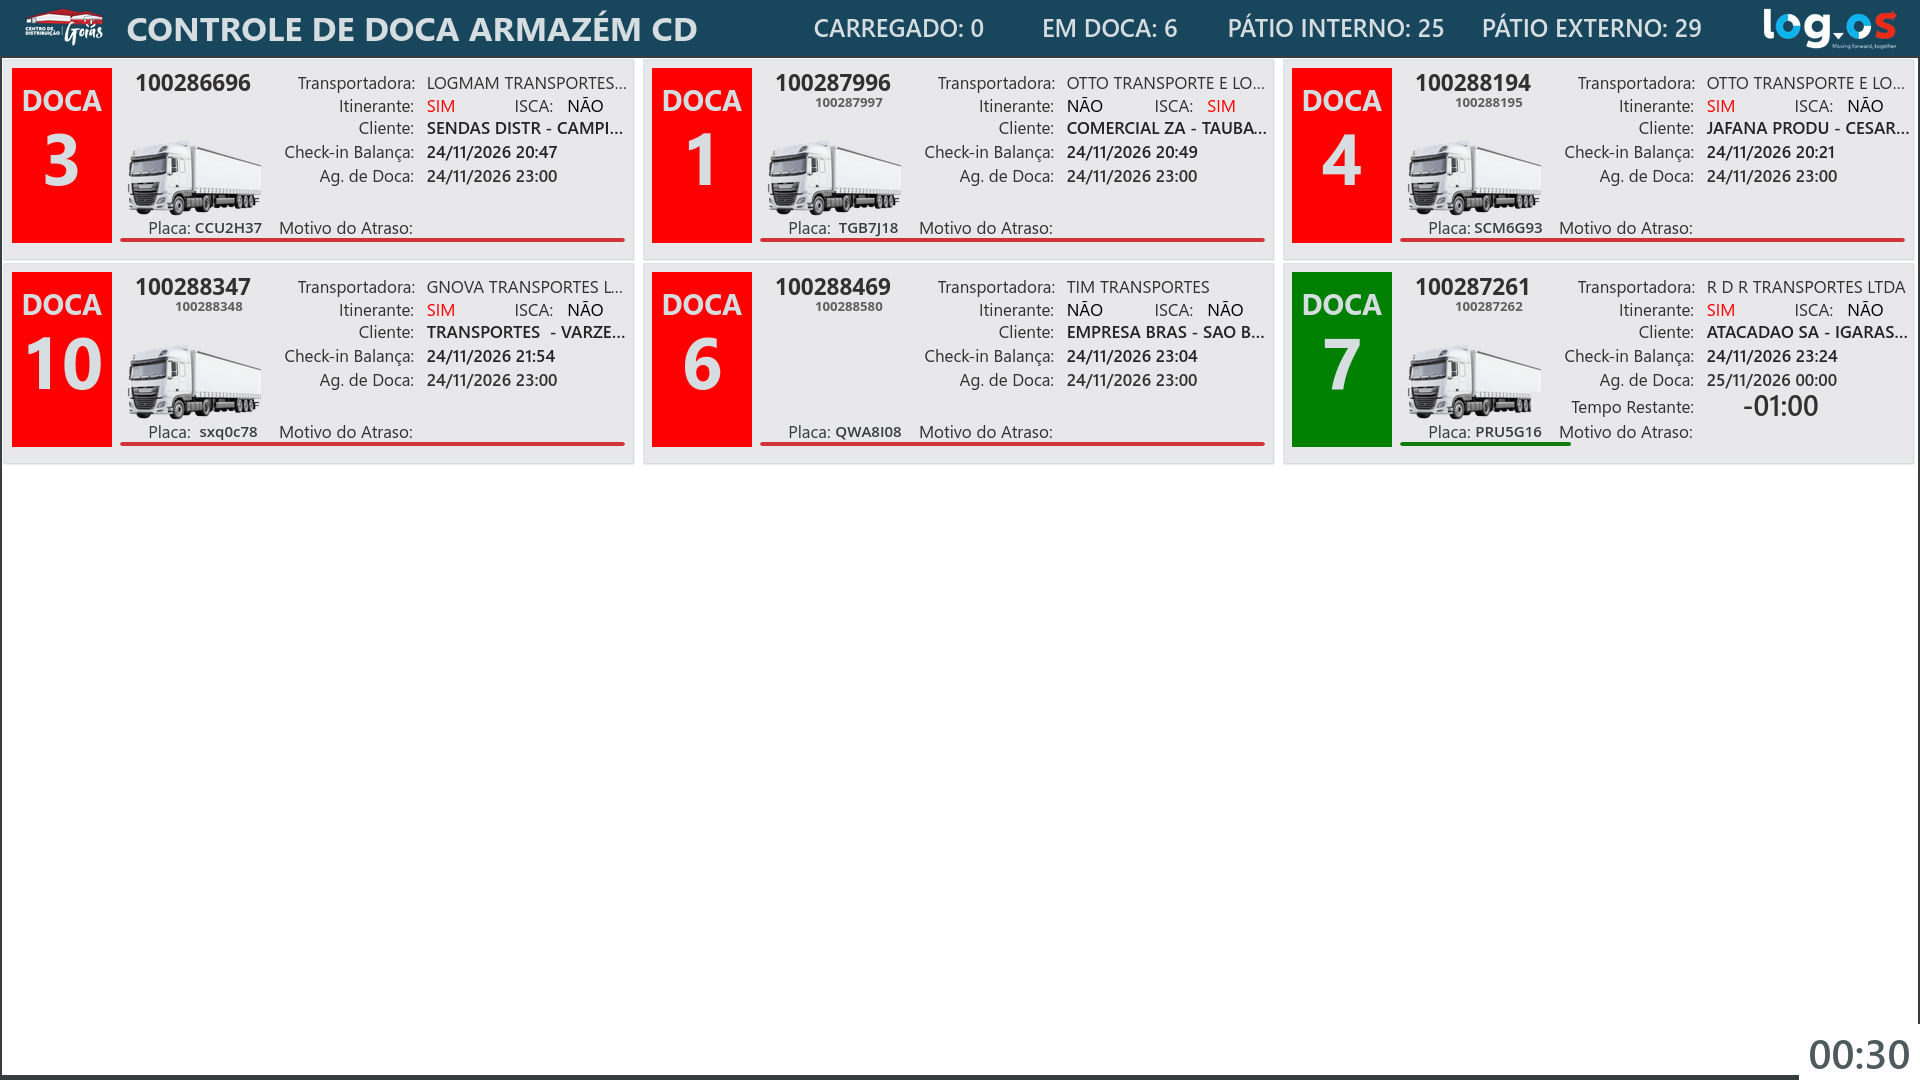 CENTRO DE DISTRIBUIÇÃO Goiás
CONTROLE DE DOCA ARMAZÉM CD
CARREGADO: 0
EM DOCA: 6
PÁTIO INTERNO: 25
PÁTIO EXTERNO: 29
log.os
Moving forward, together
DOCA
3
100286696
Transportadora: LOGMAM TRANSPORTES...
Itinerante: SIM ISCA: NÃO
Cliente: SENDAS DISTR - CAMPI...
Check-in Balança: 24/11/2026 20:47
Ag. de Doca: 24/11/2026 23:00
Placa: CCU2H37 Motivo do Atraso:
DOCA
1
100287996
100287997
Transportadora: OTTO TRANSPORTE E LO...
Itinerante: NÃO ISCA: SIM
Cliente: COMERCIAL ZA - TAUBA...
Check-in Balança: 24/11/2026 20:49
Ag. de Doca: 24/11/2026 23:00
Placa: TGB7J18 Motivo do Atraso:
DOCA
4
100288194
100288195
Transportadora: OTTO TRANSPORTE E LO...
Itinerante: SIM ISCA: NÃO
Cliente: JAFANA PRODU - CESAR...
Check-in Balança: 24/11/2026 20:21
Ag. de Doca: 24/11/2026 23:00
Placa: SCM6G93 Motivo do Atraso:
DOCA
10
100288347
100288348
Transportadora: GNOVA TRANSPORTES L...
Itinerante: SIM ISCA: NÃO
Cliente: TRANSPORTES - VARZE...
Check-in Balança: 24/11/2026 21:54
Ag. de Doca: 24/11/2026 23:00
Placa: sxq0c78 Motivo do Atraso:
DOCA
6
100288469
100288580
Transportadora: TIM TRANSPORTES
Itinerante: NÃO ISCA: NÃO
Cliente: EMPRESA BRAS - SAO B...
Check-in Balança: 24/11/2026 23:04
Ag. de Doca: 24/11/2026 23:00
Placa: QWA8I08 Motivo do Atraso:
DOCA
7
100287261
100287262
Transportadora: R D R TRANSPORTES LTDA
Itinerante: SIM ISCA: NÃO
Cliente: ATACADAO SA - IGARAS...
Check-in Balança: 24/11/2026 23:24
Ag. de Doca: 25/11/2026 00:00
Tempo Restante: -01:00
Placa: PRU5G16 Motivo do Atraso:
00:30